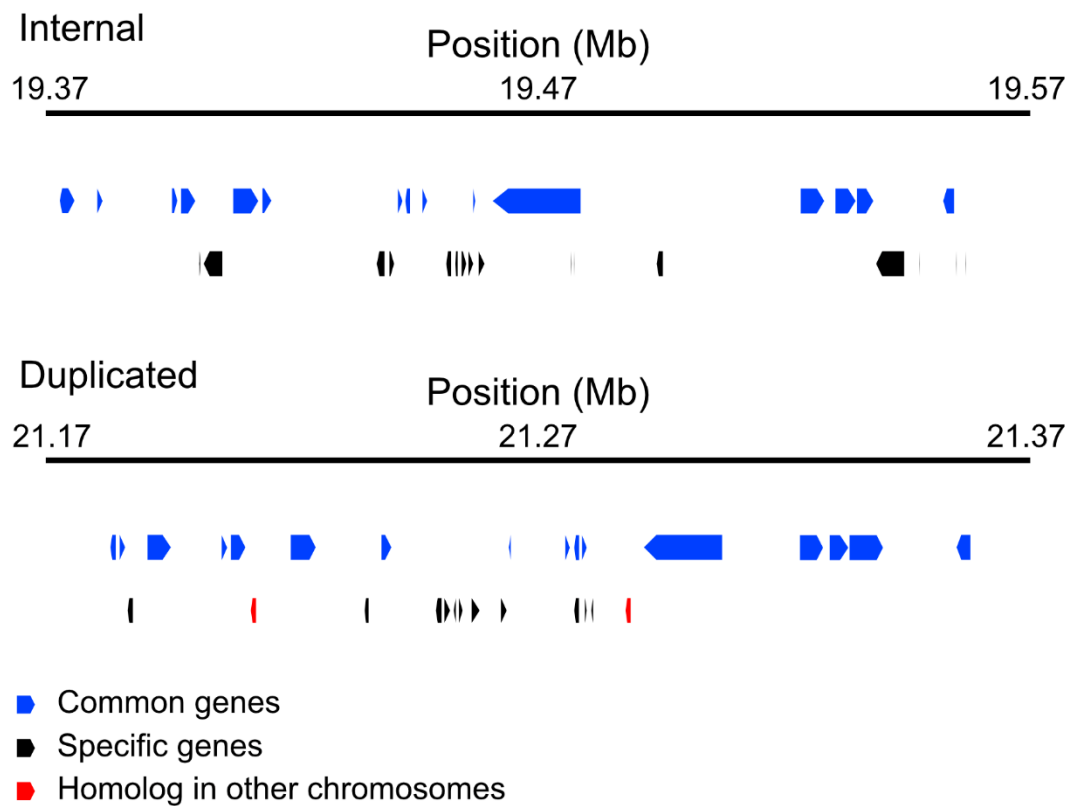 Internal
Position (Mb)
19.37 19.47 19.57
Duplicated
Position (Mb)
21.17 21.27 21.37
Common genes
Specific genes
Homolog in other chromosomes